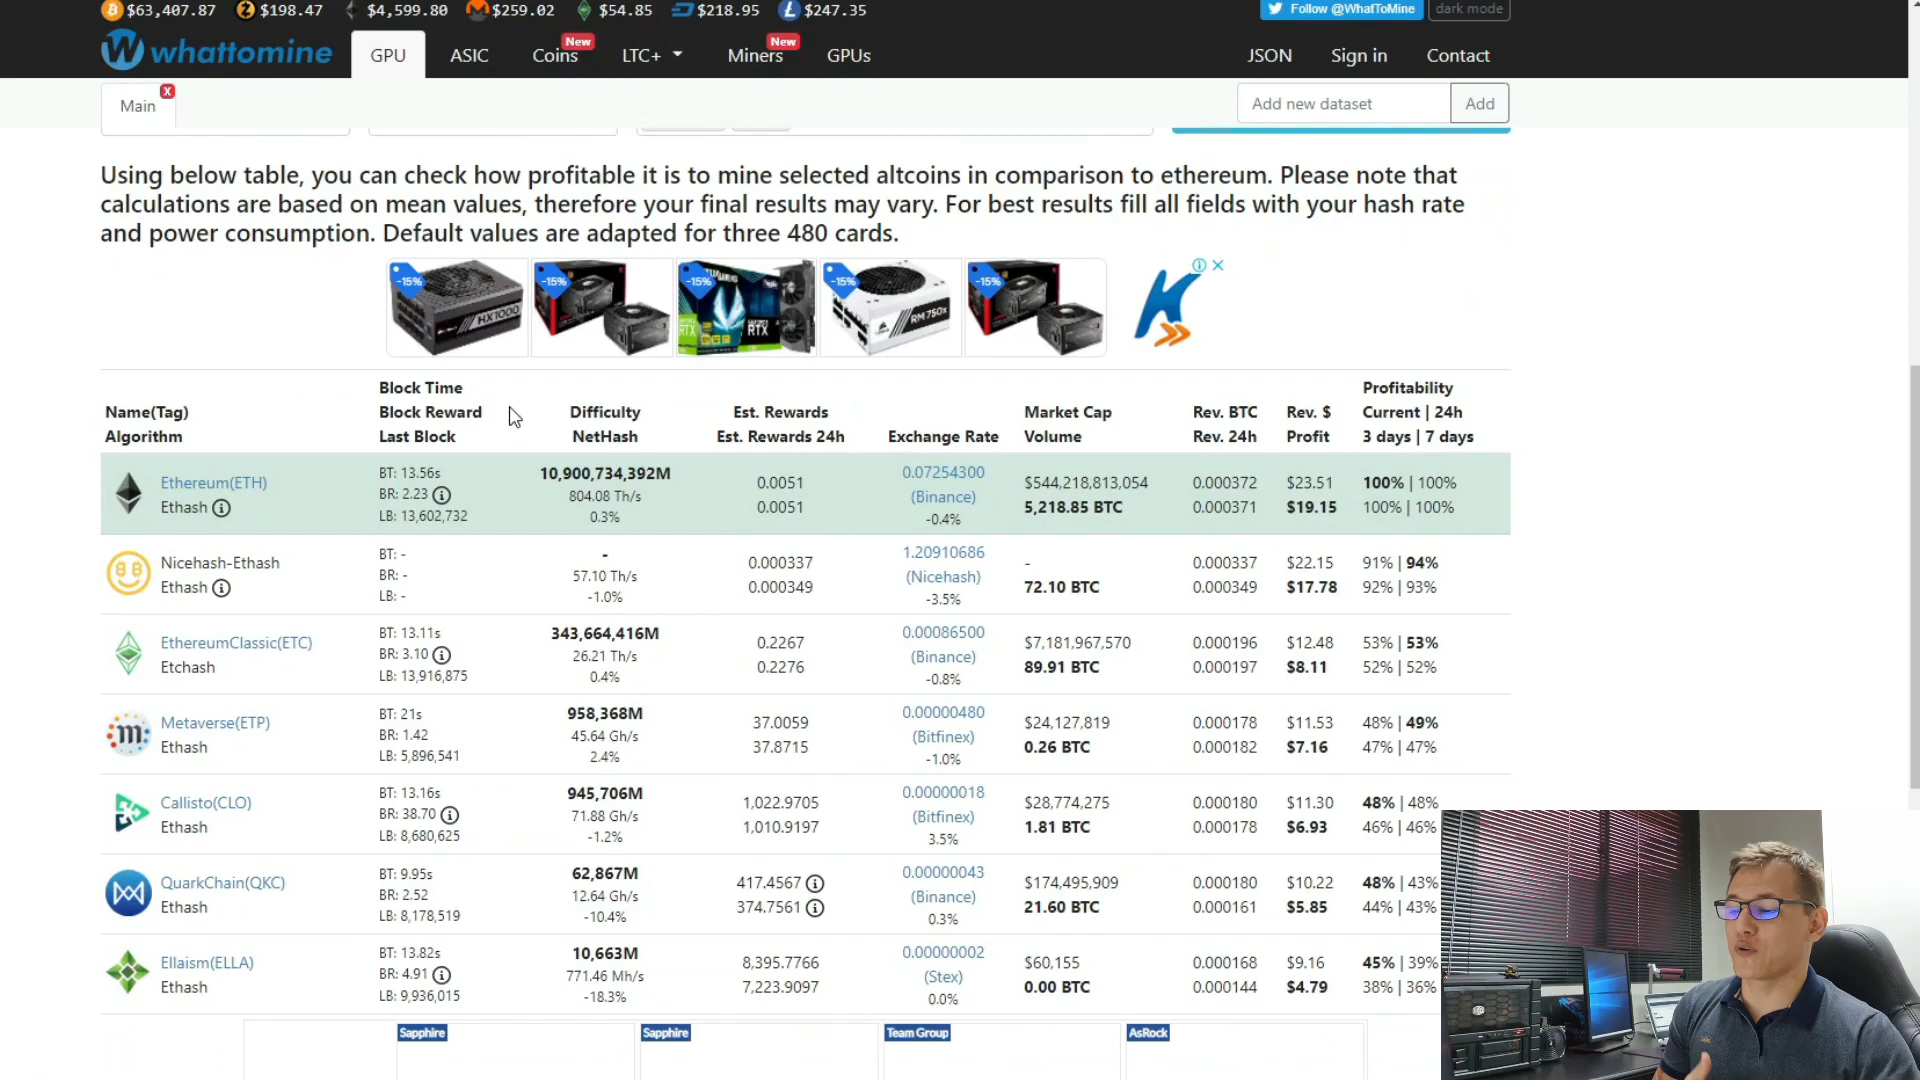 $63,407.87 $198.47 $4,599.80 $259.02 $54.85 $218.95 $247.35 Follow @WhatToMine dark mode
whattomine GPU ASIC Coins New LTC+ Miners New GPUs JSON Sign in Contact
Main x Add new dataset Add
Using below table, you can check how profitable it is to mine selected altcoins in comparison to ethereum. Please note that
calculations are based on mean values, therefore your final results may vary. For best results fill all fields with your hash rate
and power consumption. Default values are adapted for three 480 cards.
-15% -15% -15% -15% -15%
HX1000 RTX RTX RM750x
Block Time Profitability
Name(Tag) Block Reward Difficulty Est. Rewards Market Cap Rev. BTC Rev. $ Current | 24h
Algorithm Last Block NetHash Est. Rewards 24h Exchange Rate Volume Rev. 24h Profit 3 days | 7 days
Ethereum(ETH) BT: 13.56s 10,900,734,392M 0.0051 0.07254300 $544,218,813,054 0.000372 $23.51 100% | 100%
Ethash BR: 2.23 804.08 Th/s 0.0051 (Binance) 5,218.85 BTC 0.000371 $19.15 100% | 100%
LB: 13,602,732 0.3% -0.4%
Nicehash-Ethash BT: - - 0.000337 1.20910686 - 0.000337 $22.15 91% | 94%
Ethash BR: - 57.10 Th/s 0.000349 (Nicehash) 72.10 BTC 0.000349 $17.78 92% | 93%
LB: - -1.0% -3.5%
EthereumClassic(ETC) BT: 13.11s 343,664,416M 0.2267 0.00086500 $7,181,967,570 0.000196 $12.48 53% | 53%
Etchash BR: 3.10 26.21 Th/s 0.2276 (Binance) 89.91 BTC 0.000197 $8.11 52% | 52%
LB: 13,916,875 0.4% -0.8%
Metaverse(ETP) BT: 21s 958,368M 37.0059 0.00000480 $24,127,819 0.000178 $11.53 48% | 49%
Ethash BR: 1.42 45.64 Gh/s 37.8715 (Bitfinex) 0.26 BTC 0.000182 $7.16 47% | 47%
LB: 5,896,541 2.4% -1.0%
Callisto(CLO) BT: 13.16s 945,706M 1,022.9705 0.00000018 $28,774,275 0.000180 $11.30 48% | 48%
Ethash BR: 38.70 71.88 Gh/s 1,010.9197 (Bitfinex) 1.81 BTC 0.000178 $6.93 46% | 46%
LB: 8,680,625 -1.2% 3.5%
QuarkChain(QKC) BT: 9.95s 62,867M 417.4567 0.00000043 $174,495,909 0.000180 $10.22 48% | 43%
Ethash BR: 2.52 12.64 Gh/s 374.7561 (Binance) 21.60 BTC 0.000161 $5.85 44% | 43%
LB: 8,178,519 -10.4% 0.3%
Ellaism(ELLA) BT: 13.82s 10,663M 8,395.7766 0.00000002 $60,155 0.000168 $9.16 45% | 39%
Ethash BR: 4.91 771.46 Mh/s 7,223.9097 (Stex) 0.00 BTC 0.000144 $4.79 38% | 36%
LB: 9,936,015 -18.3% 0.0%
Sapphire Sapphire Team Group AsRock